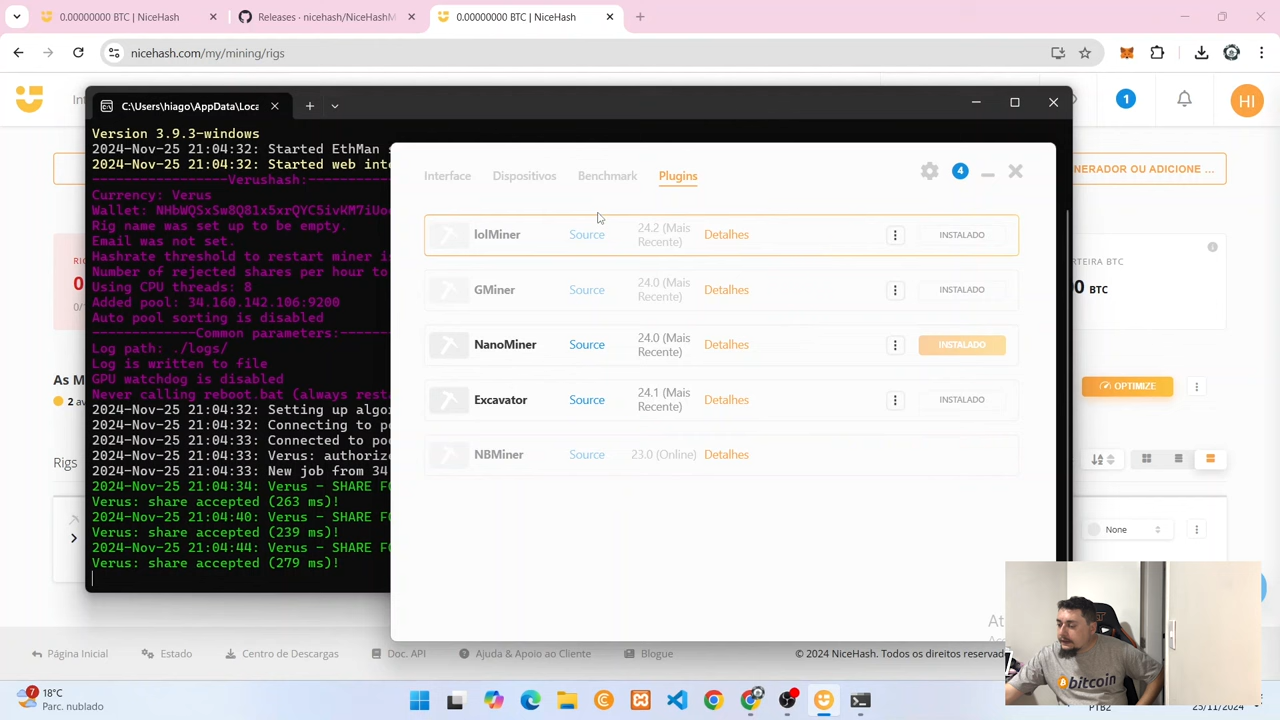 0.00000000 BTC | NiceHash
Releases · nicehash/NiceHashM
0.00000000 BTC | NiceHash
nicehash.com/my/mining/rigs
1
HI
C:\Users\hiago\AppData\Loca
Version 3.9.3-windows
2024-Nov-25 21:04:32: Started EthMan s
2024-Nov-25 21:04:32: Started web inte
-----------------Verushash:-----------
Currency: Verus
Wallet:
Rig name was set up to be empty.
Email was not set.
Hashrate threshold to restart miner i
Number of rejected shares per hour to
Using CPU threads: 8
Added pool: 34.160.142.106:9200
Auto pool sorting is disabled
-------------Common parameters:-------
Log path: ./logs/
Log is written to file
GPU watchdog is disabled
Never calling reboot.bat (always resta
2024-Nov-25 21:04:32: Setting up algo
2024-Nov-25 21:04:32: Connecting to po
2024-Nov-25 21:04:33: Connected to poo
2024-Nov-25 21:04:33: Verus: authoriz
2024-Nov-25 21:04:33: New job from 34
2024-Nov-25 21:04:34: Verus - SHARE FO
Verus: share accepted (263 ms)!
2024-Nov-25 21:04:40: Verus - SHARE FO
Verus: share accepted (239 ms)!
2024-Nov-25 21:04:44: Verus - SHARE FO
Verus: share accepted (279 ms)!
Interface
Dispositivos
Benchmark
Plugins
4
lolMiner
Source
24.2 (Mais
Recente)
Detalhes
INSTALADO
GMiner
Source
24.0 (Mais
Recente)
Detalhes
INSTALADO
NanoMiner
Source
24.0 (Mais
Recente)
Detalhes
INSTALADO
Excavator
Source
24.1 (Mais
Recente)
Detalhes
INSTALADO
NBMiner
Source
23.0 (Online)
Detalhes
NERADOR OU ADICIONE ...
RTEIRA BTC
BTC
OPTIMIZE
As M
2 av
Rigs
None
Página Inicial
Estado
Centro de Descargas
Doc. API
Ajuda & Apoio ao Cliente
Blogue
© 2024 NiceHash. Todos os direitos reservad
bitcoin
7
18°C
Parc. nublado
PTB2
25/11/2024